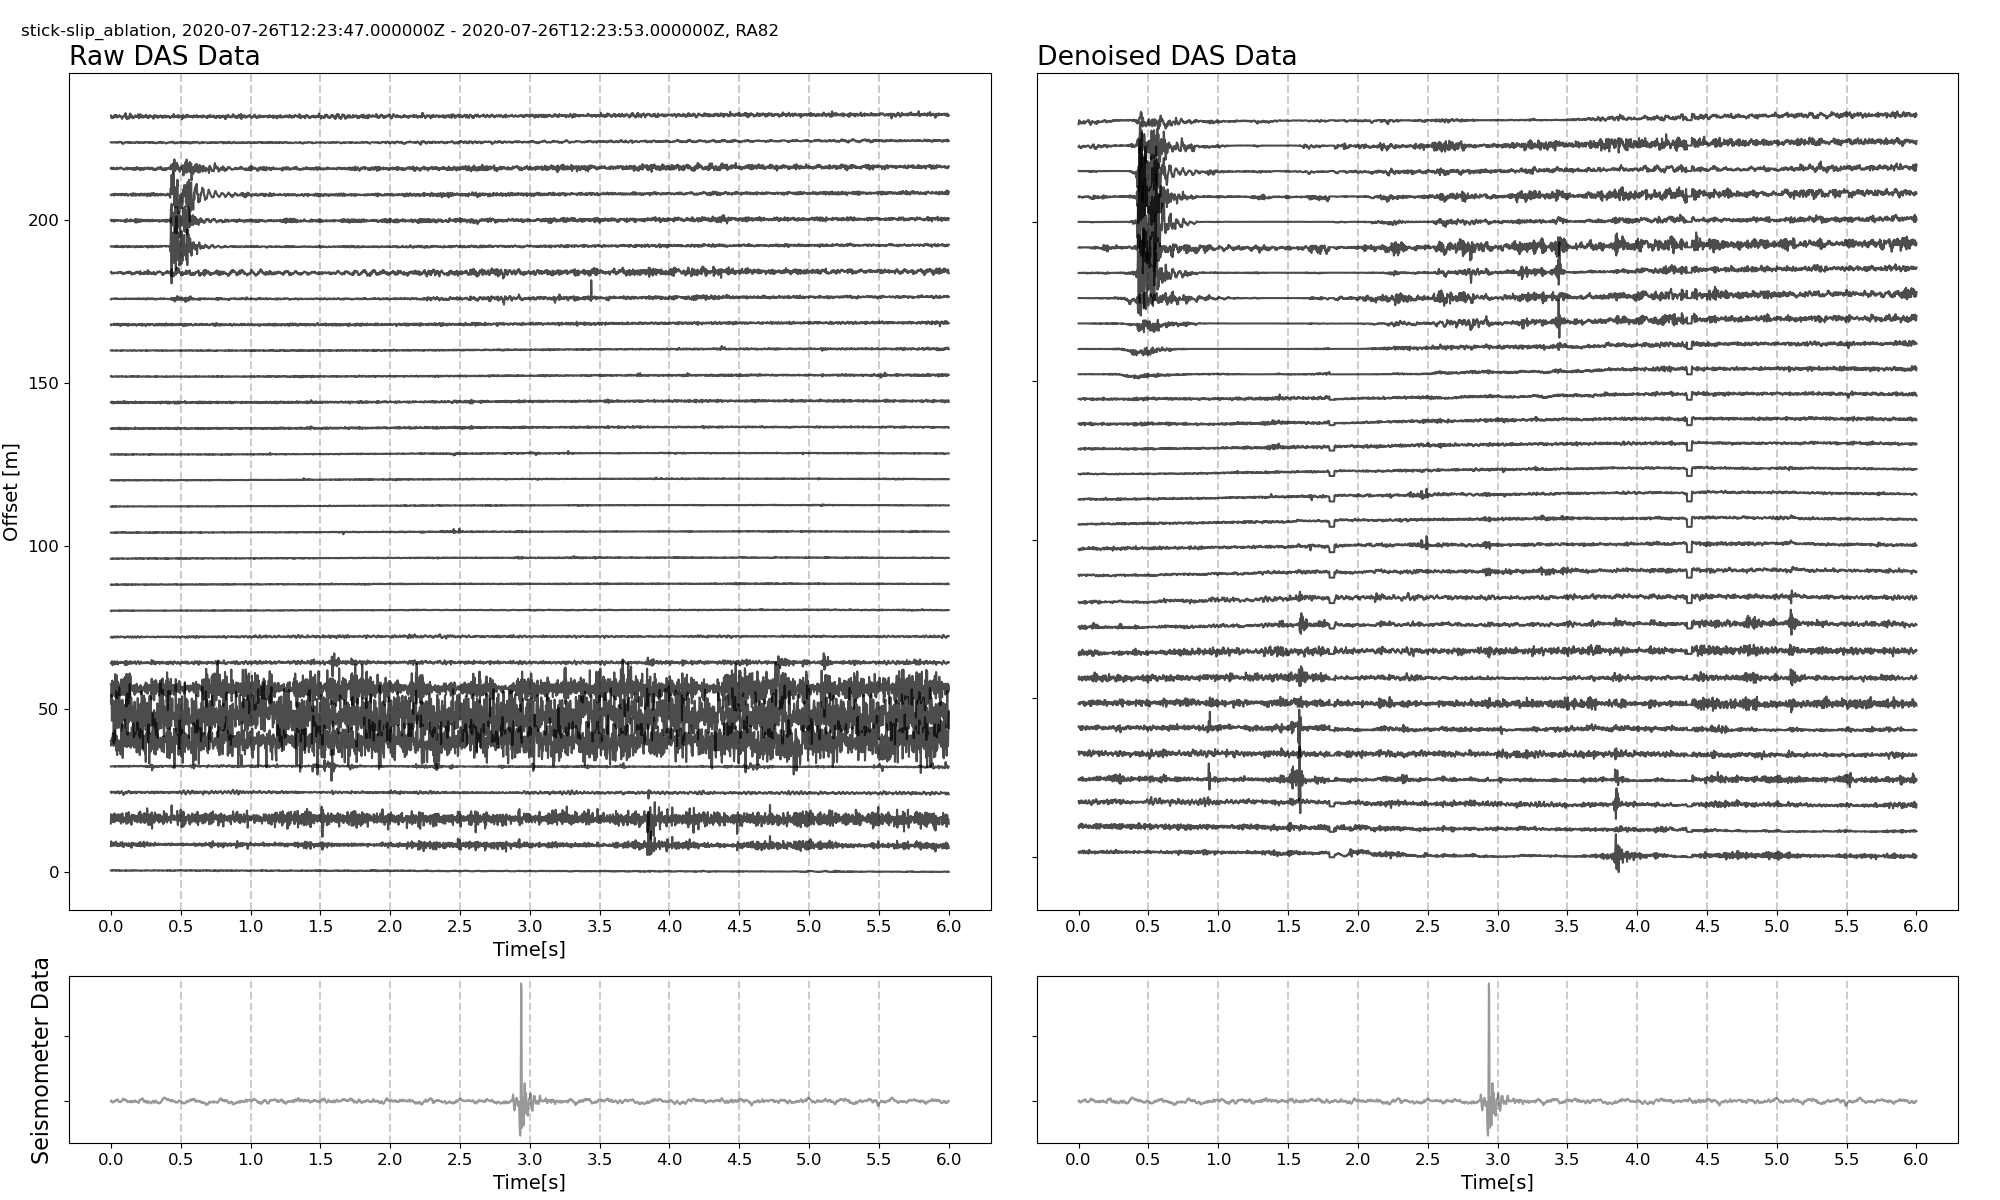 stick-slip_ablation, 2020-07-26T12:23:47.000000Z - 2020-07-26T12:23:53.000000Z, RA82
Raw DAS Data
Denoised DAS Data
Offset [m]
200
150
100
50
0
0.0 0.5 1.0 1.5 2.0 2.5 3.0 3.5 4.0 4.5 5.0 5.5 6.0
Time[s]
0.0 0.5 1.0 1.5 2.0 2.5 3.0 3.5 4.0 4.5 5.0 5.5 6.0
Seismometer Data
0.0 0.5 1.0 1.5 2.0 2.5 3.0 3.5 4.0 4.5 5.0 5.5 6.0
Time[s]
0.0 0.5 1.0 1.5 2.0 2.5 3.0 3.5 4.0 4.5 5.0 5.5 6.0
Time[s]